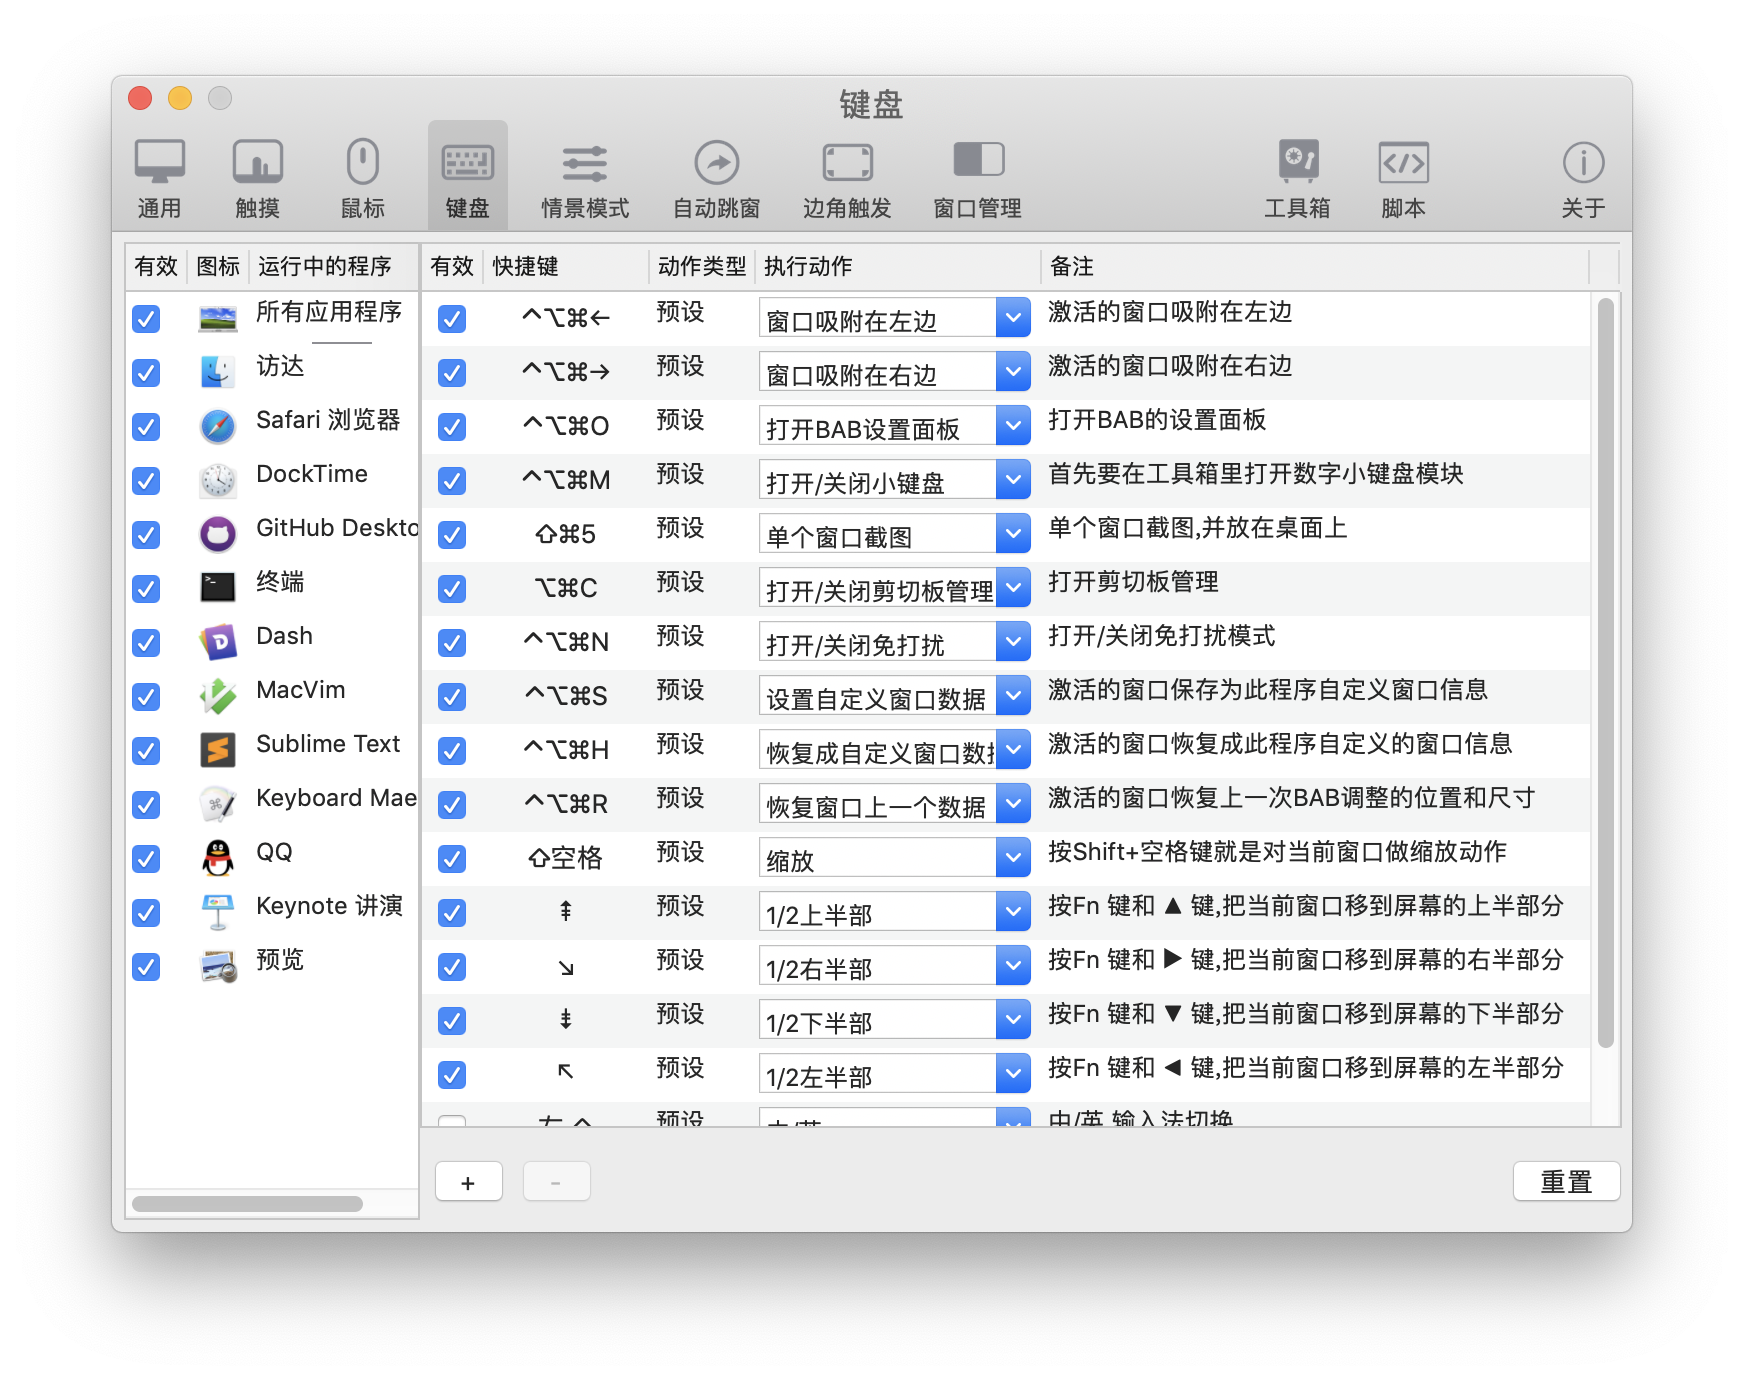 键盘
通用 触摸 鼠标 键盘 情景模式 自动跳窗 边角触发 窗口管理 工具箱 脚本 关于
有效 图标 运行中的程序
所有应用程序
访达
Safari 浏览器
DockTime
GitHub Deskto
终端
Dash
MacVim
Sublime Text
Keyboard Mae
QQ
Keynote 讲演
预览
有效 快捷键 动作类型 执行动作 备注
⌃⌥⌘← 预设 窗口吸附在左边 激活的窗口吸附在左边
⌃⌥⌘→ 预设 窗口吸附在右边 激活的窗口吸附在右边
⌃⌥⌘O 预设 打开BAB设置面板 打开BAB的设置面板
⌃⌥⌘M 预设 打开/关闭小键盘 首先要在工具箱里打开数字小键盘模块
⇧⌘5 预设 单个窗口截图 单个窗口截图,并放在桌面上
⌥⌘C 预设 打开/关闭剪切板管理 打开剪切板管理
⌃⌥⌘N 预设 打开/关闭免打扰 打开/关闭免打扰模式
⌃⌥⌘S 预设 设置自定义窗口数据 激活的窗口保存为此程序自定义窗口信息
⌃⌥⌘H 预设 恢复成自定义窗口数据 激活的窗口恢复成此程序自定义的窗口信息
⌃⌥⌘R 预设 恢复窗口上一个数据 激活的窗口恢复上一次BAB调整的位置和尺寸
⇧空格 预设 缩放 按Shift+空格键就是对当前窗口做缩放动作
⇞ 预设 1/2上半部 按Fn 键和 ▲ 键,把当前窗口移到屏幕的上半部分
↘ 预设 1/2右半部 按Fn 键和 ▶ 键,把当前窗口移到屏幕的右半部分
⇟ 预设 1/2下半部 按Fn 键和 ▼ 键,把当前窗口移到屏幕的下半部分
↖ 预设 1/2左半部 按Fn 键和 ◀ 键,把当前窗口移到屏幕的左半部分
预设 中/英 中/英 输入法切换
+ - 重置